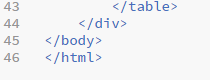 43 </table>
44 </div>
45 </body>
46 </html>